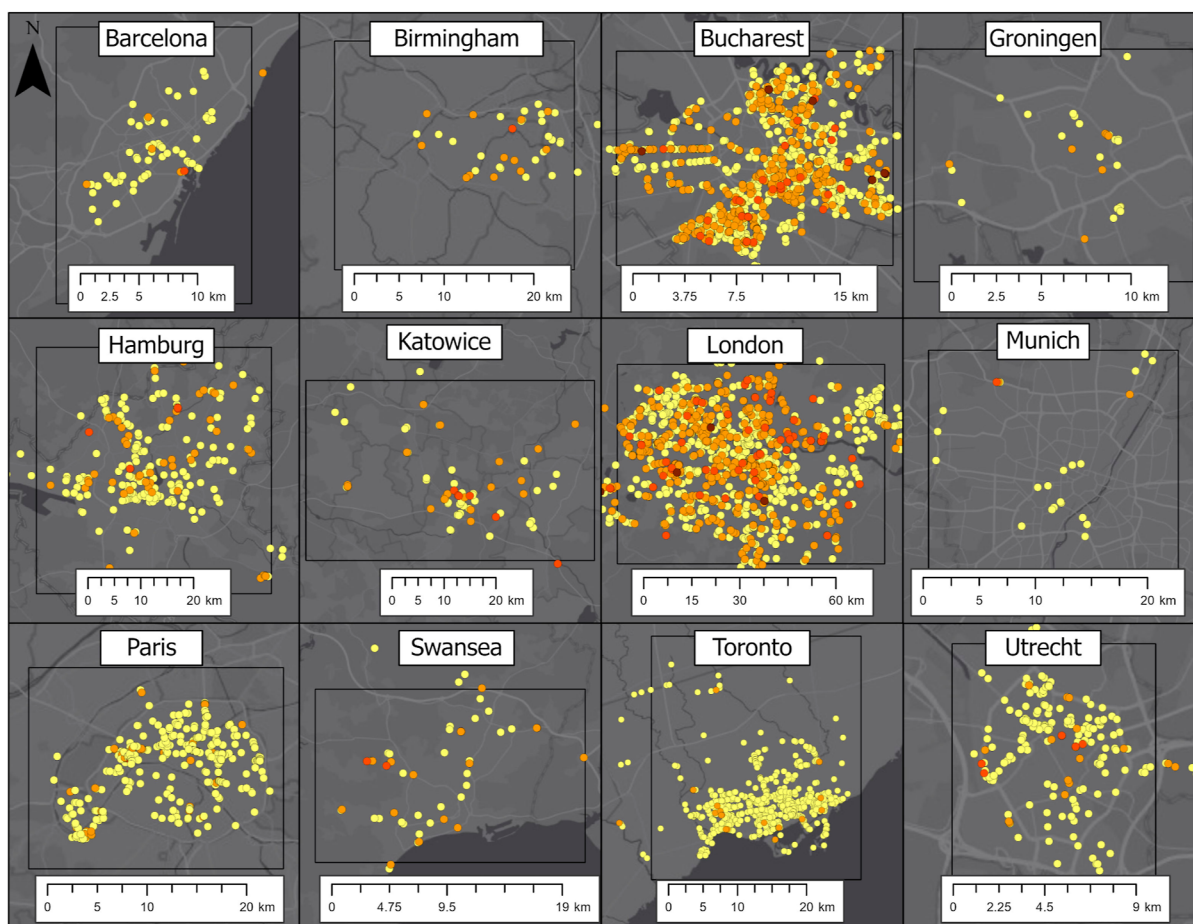 N
Barcelona
Birmingham
Bucharest
Groningen
0 2.5 5 10 km
0 5 10 20 km
0 3.75 7.5 15 km
0 2.5 5 10 km
Hamburg
Katowice
London
Munich
0 5 10 20 km
0 5 10 20 km
0 15 30 60 km
0 5 10 20 km
Paris
Swansea
Toronto
Utrecht
0 5 10 20 km
0 4.75 9.5 19 km
0 5 10 20 km
0 2.25 4.5 9 km